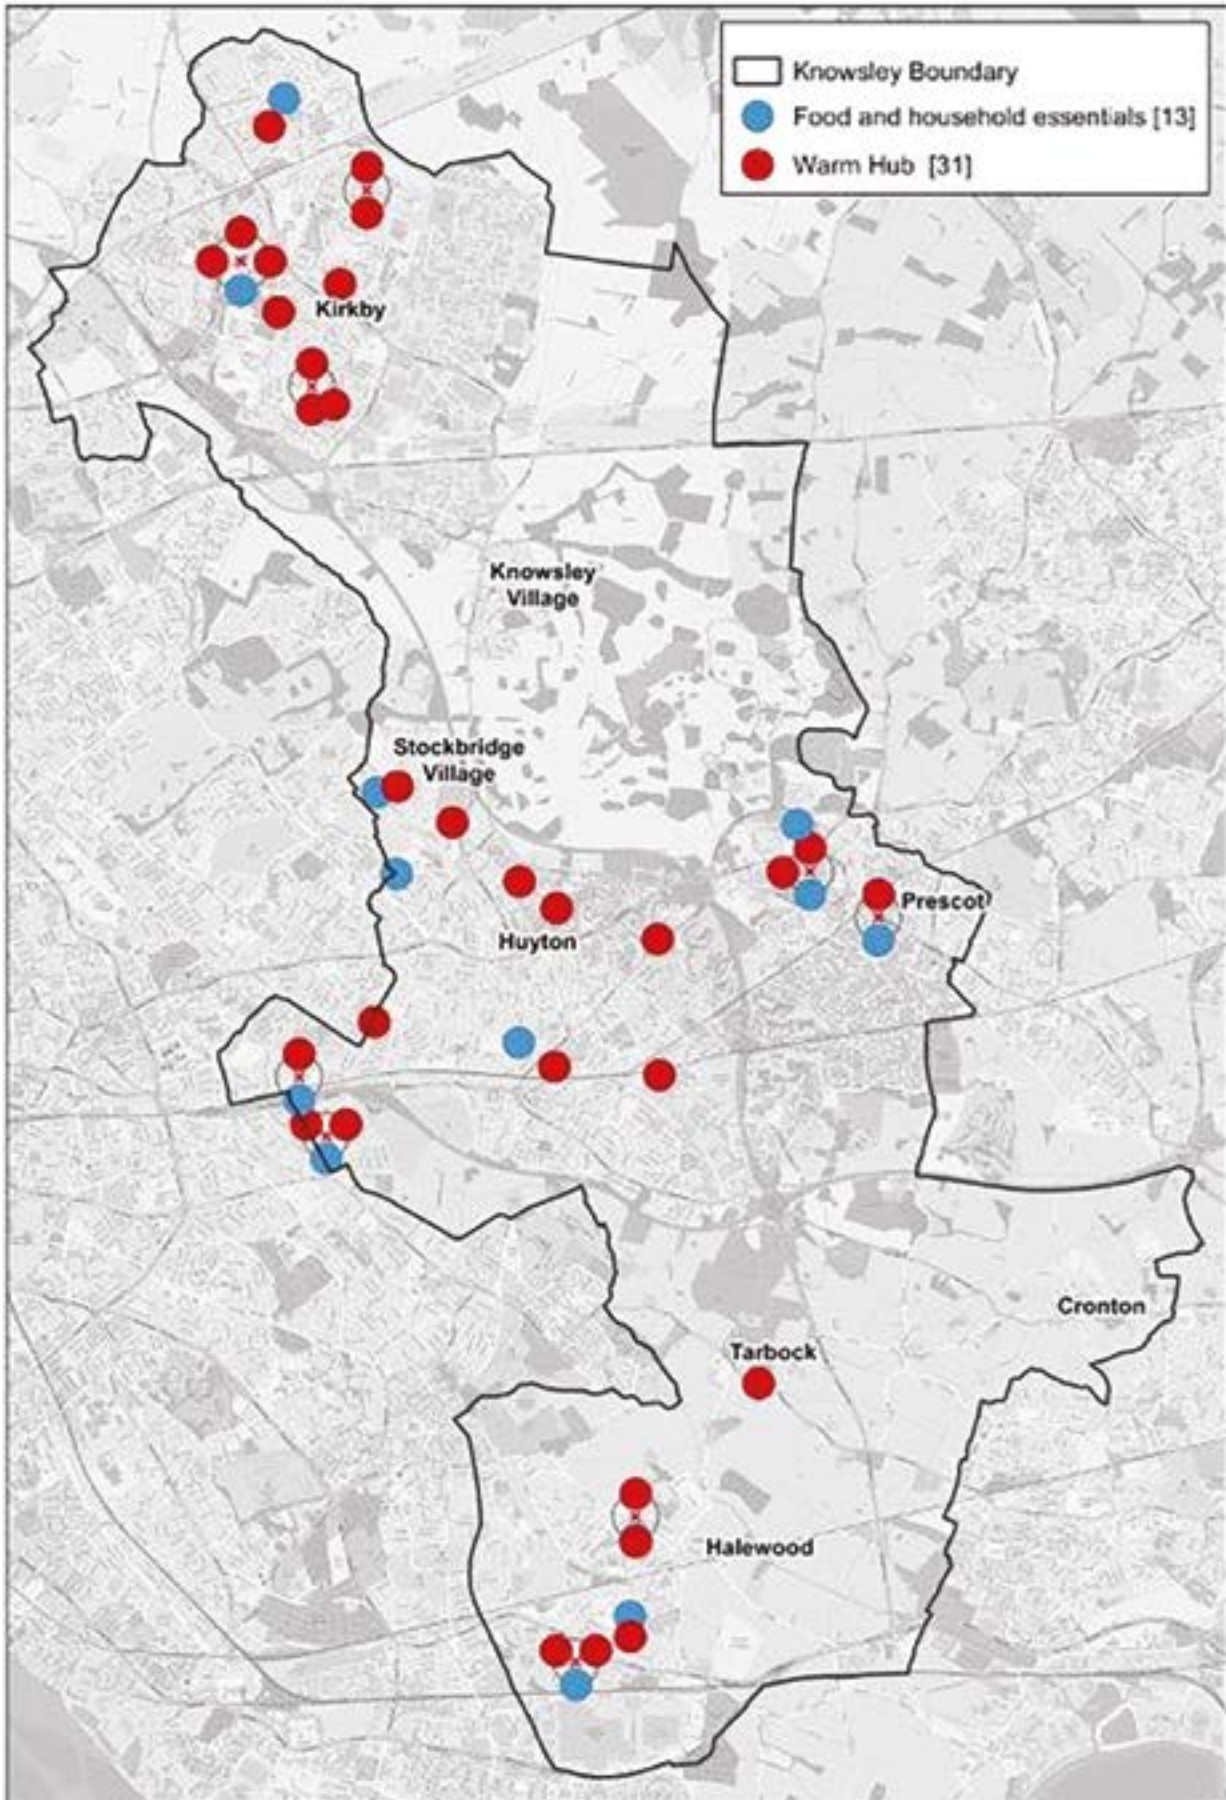 Knowsley Boundary
Food and household essentials [13]
Warm Hub [31]
Kirkby
Knowsley
Village
Stockbridge
Village
Prescot
Huyton
Cronton
Tarbock
Halewood